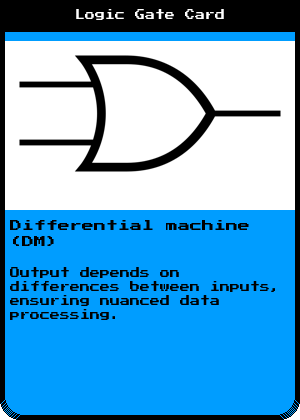 Logic Gate Card
Differential machine
(DM)
Output depends on
differences between inputs,
ensuring nuanced data
processing.